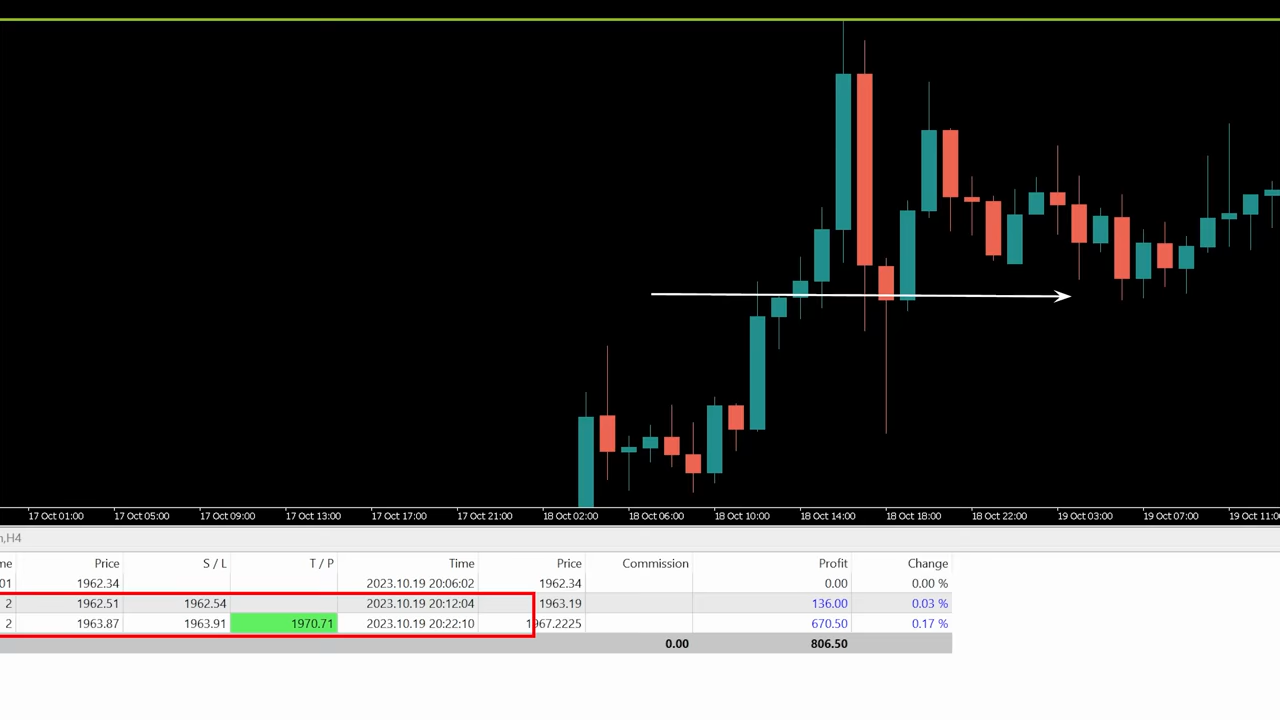 17 Oct 01:00 17 Oct 05:00 17 Oct 09:00 17 Oct 13:00 17 Oct 17:00 17 Oct 21:00 18 Oct 02:00 18 Oct 06:00 18 Oct 10:00 18 Oct 14:00 18 Oct 18:00 18 Oct 22:00 19 Oct 03:00 19 Oct 07:00 19 Oct 11:00
,H4
me Price S / L T / P Time Price Commission Profit Change
01 1962.34 2023.10.19 20:06:02 1962.34 0.00 0.00 %
2 1962.51 1962.54 2023.10.19 20:12:04 1963.19 136.00 0.03 %
2 1963.87 1963.91 1970.71 2023.10.19 20:22:10 1967.2225 670.50 0.17 %
0.00 806.50